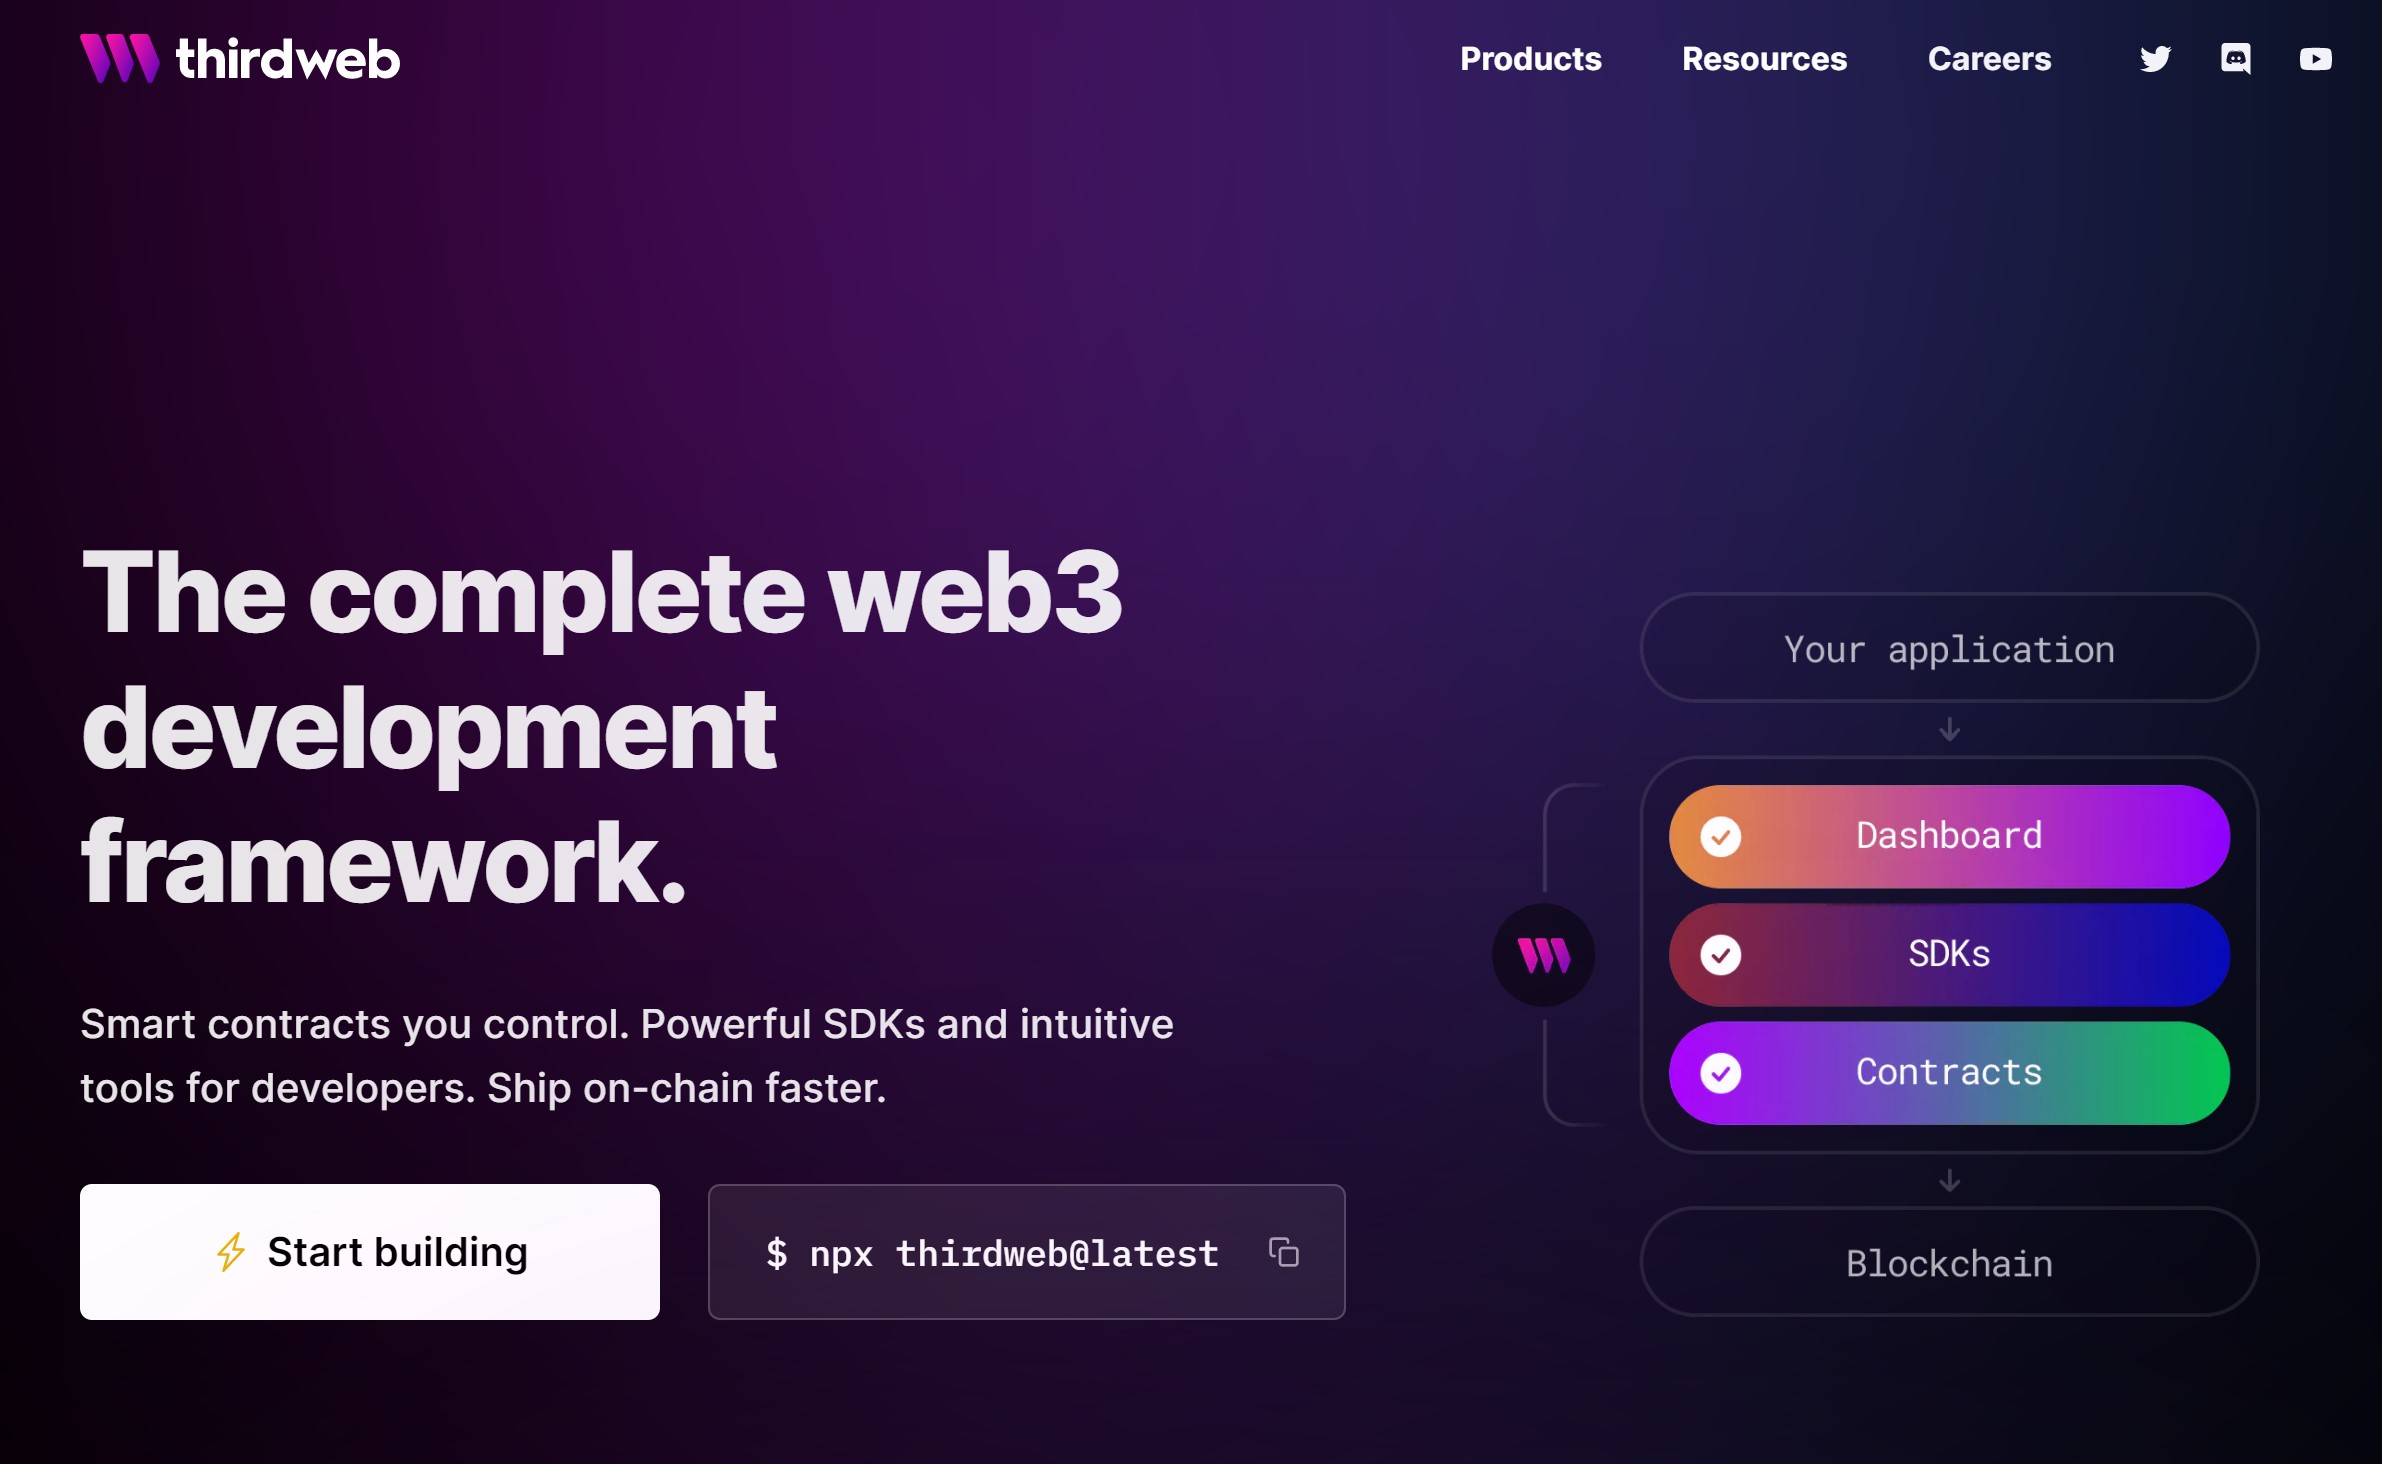 thirdweb
Products
Resources
Careers
The complete web3
development
framework.
Smart contracts you control. Powerful SDKs and intuitive
tools for developers. Ship on-chain faster.
Start building
$ npx thirdweb@latest
Your application
Dashboard
SDKs
Contracts
Blockchain